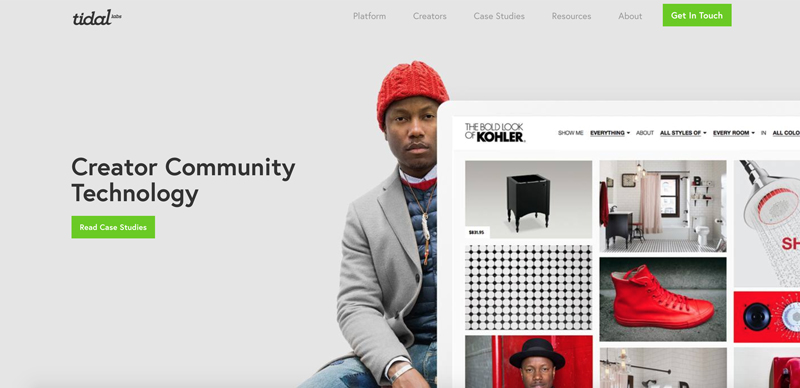 tidal labs
Platform
Creators
Case Studies
Resources
About
Get In Touch
Creator Community
Technology
Read Case Studies
THE BOLD LOOK
OF KOHLER
SHOW ME EVERYTHING ABOUT ALL STYLES OF EVERY ROOM IN ALL COLO
$831.95
SH